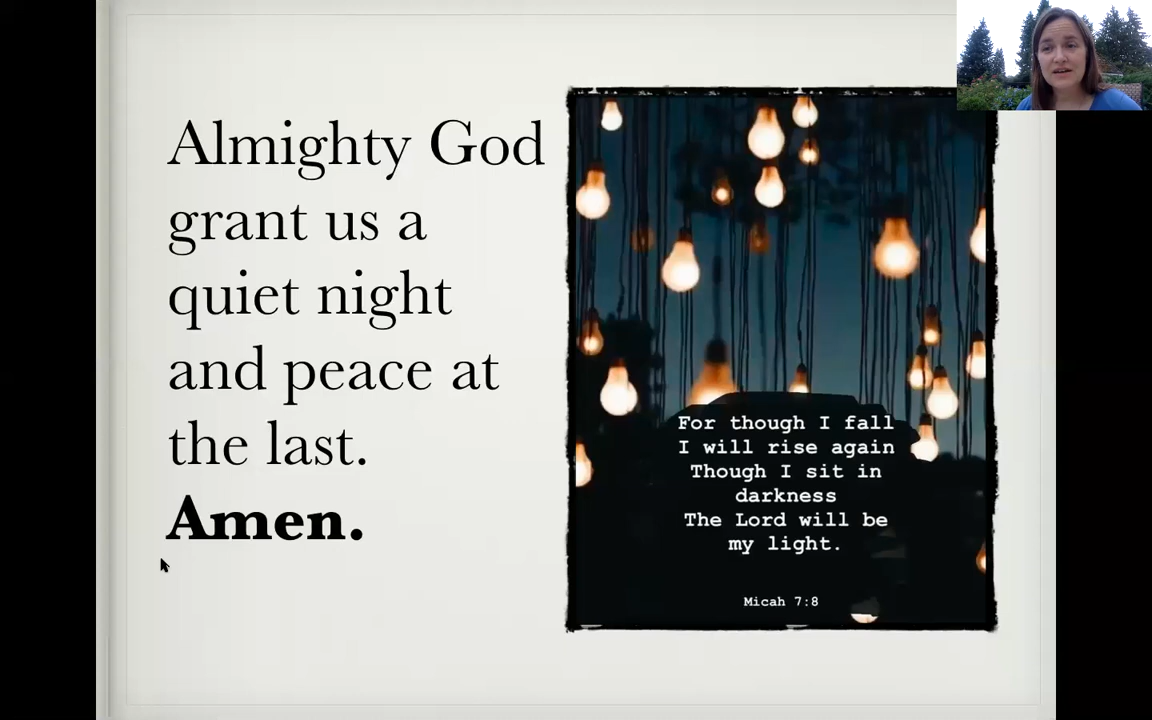 Almighty God
grant us a
quiet night
and peace at
the last.
Amen.
For though I fall
I will rise again
Though I sit in
darkness
The Lord will be
my light.
Micah 7:8